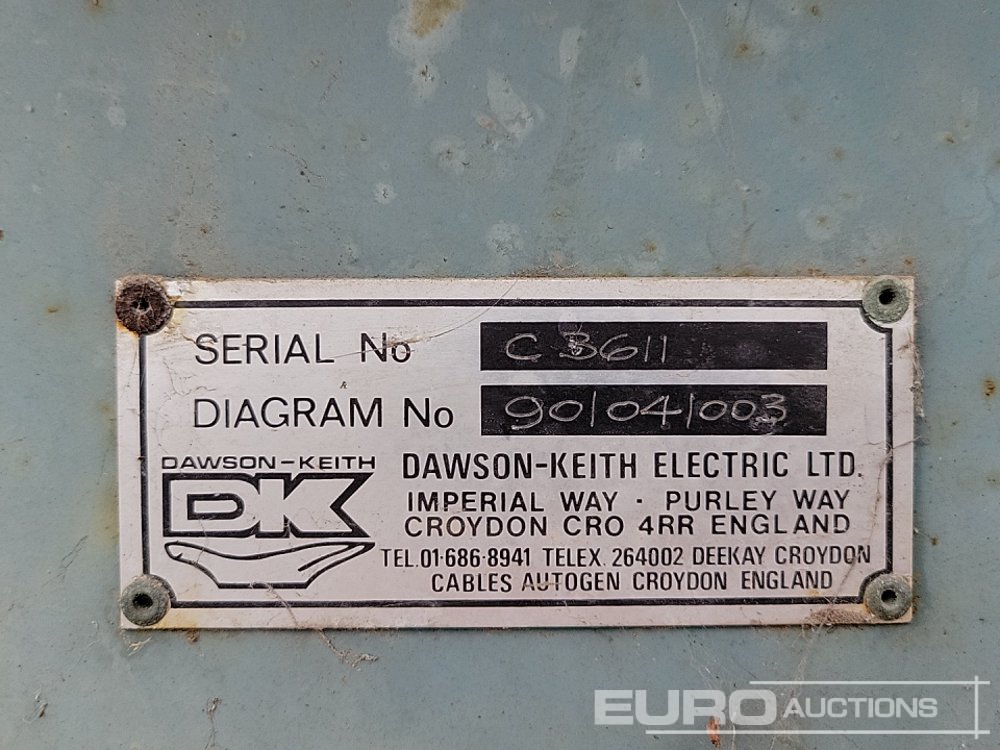 SERIAL No C 3611
DIAGRAM No 90/04/003
DAWSON-KEITH
DK
DAWSON-KEITH ELECTRIC LTD.
IMPERIAL WAY · PURLEY WAY
CROYDON CRO 4RR ENGLAND
TEL.01·686·8941 TELEX. 264002 DEEKAY CROYDON
CABLES AUTOGEN CROYDON ENGLAND
EURO AUCTIONS